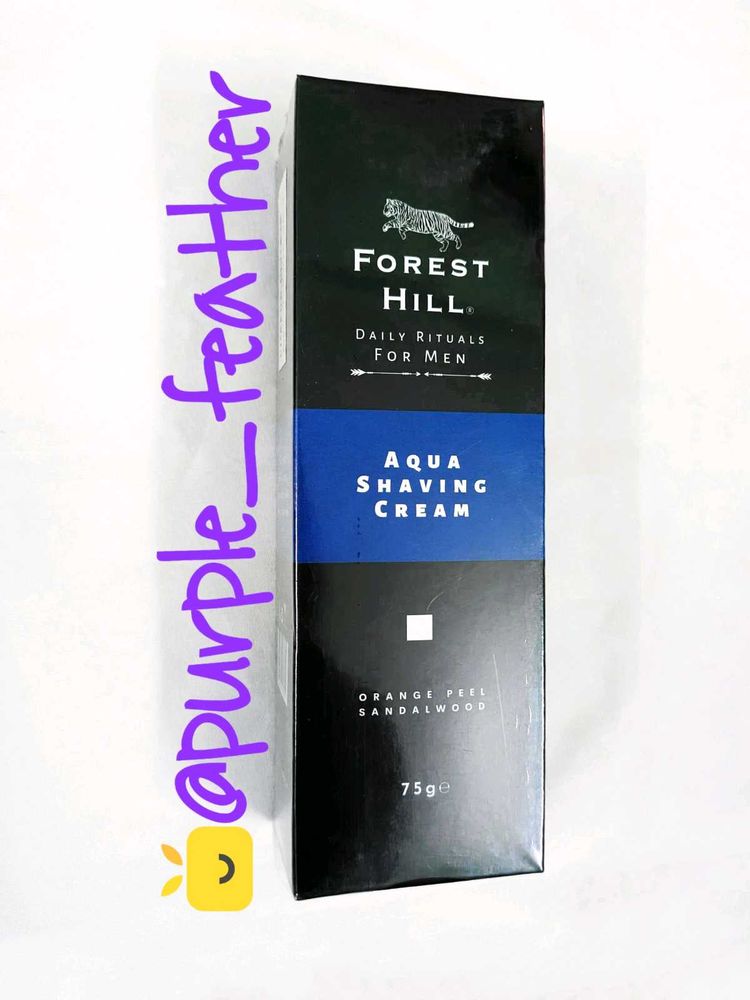 @purple_feather
FOREST
HILL®
DAILY RITUALS
FOR MEN
AQUA
SHAVING
CREAM
ORANGE PEEL
SANDALWOOD
75g℮